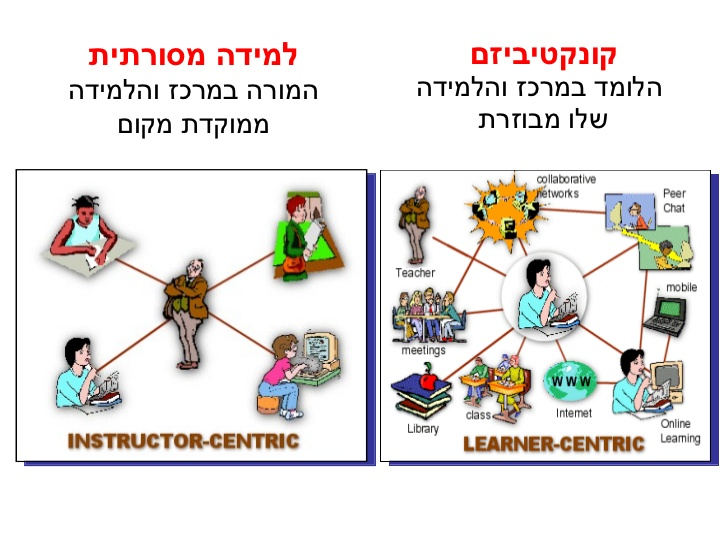 קונקטיביזם
הלומד במרכז והלמידה
שלו מבוזרת
למידה מסורתית
המורה במרכז והלמידה
ממוקדת מקום
collaborative
networks
Peer
Chat
Teacher
mobile
meetings
WWW
Library
class
Internet
Online
Learning
LEARNER-CENTRIC
INSTRUCTOR-CENTRIC